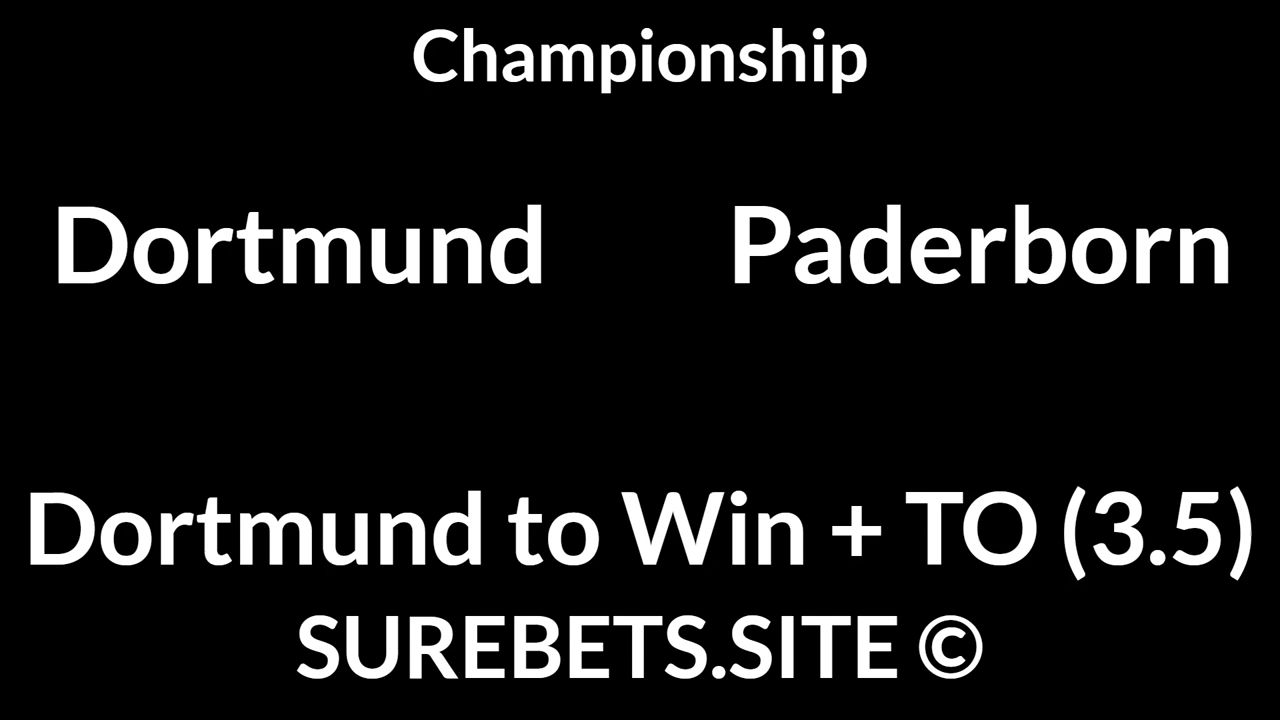 Championship
Dortmund Paderborn
Dortmund to Win + TO (3.5)
SUREBETS.SITE ©